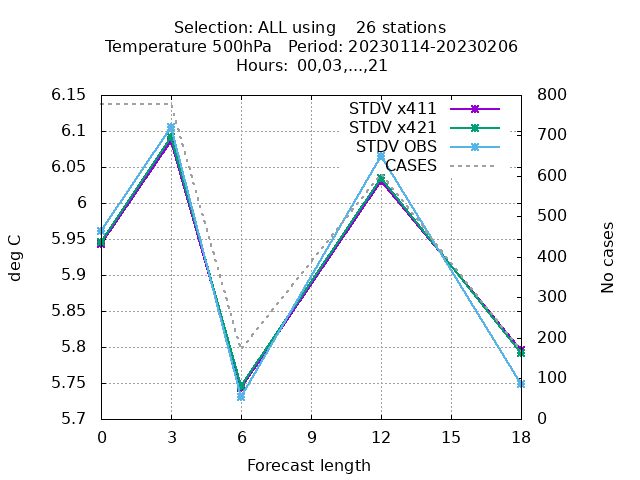 Selection: ALL using    26 stations
Temperature 500hPa   Period: 20230114-20230206
Hours: 00,03,...,21
STDV x411
STDV x421
STDV OBS
CASES
6.15
6.1
6.05
6
5.95
5.9
5.85
5.8
5.75
5.7
deg C
800
700
600
500
400
300
200
100
0
No cases
0 3 6 9 12 15 18
Forecast length